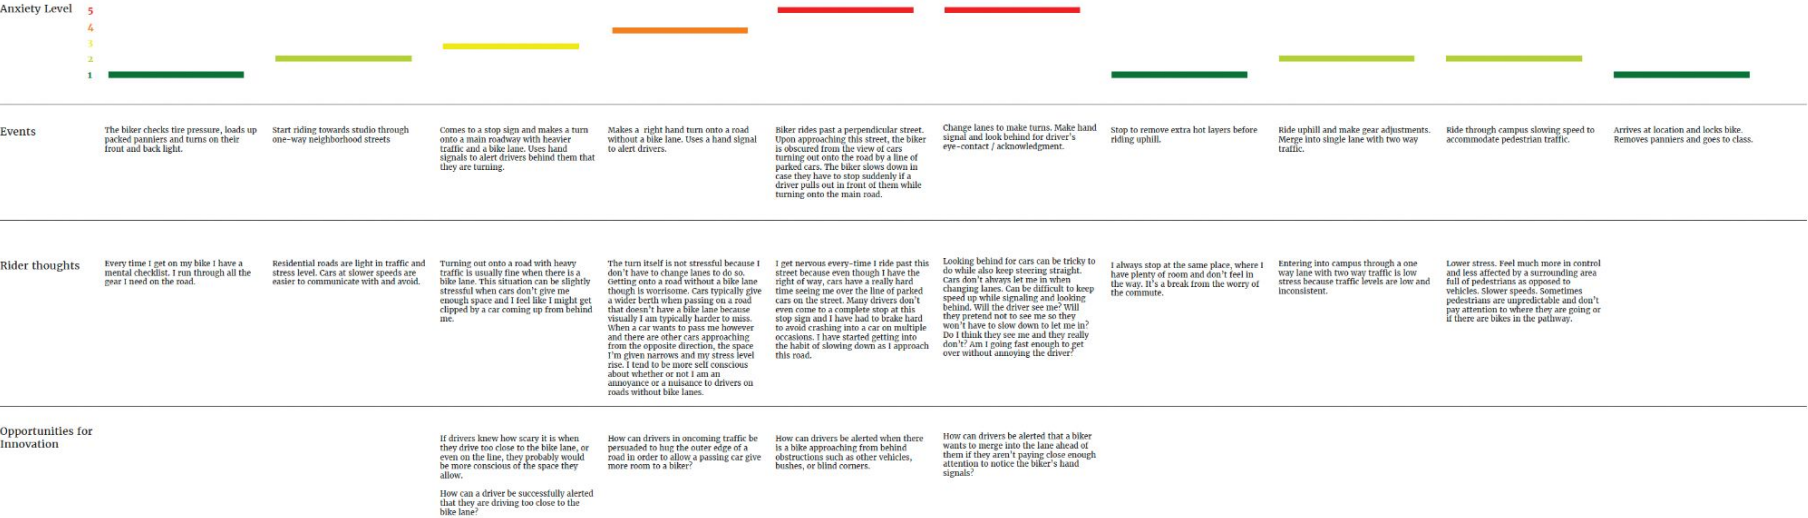 Anxiety Level
5
4
3
2
1
Events
The biker checks tire pressure, loads up
packed panniers and turns on their
front and back light.
Start riding towards studio through
one-way neighborhood streets
Comes to a stop sign and makes a turn
onto a main roadway with heavier
traffic and a bike lane. Uses hand
signals to alert drivers behind them that
they are turning.
Makes a right hand turn onto a road
without a bike lane. Uses a hand signal
to alert drivers.
Biker rides past a perpendicular street.
Upon approaching this street, the biker
is obscured from the view of cars
turning out onto the road by a line of
parked cars. The biker slows down in
case they have to stop suddenly if a
driver pulls out in front of them while
turning onto the main road.
Change lanes to make turns. Make hand
signal and look behind for driver's
eye-contact / acknowledgment.
Stop to remove extra hot layers before
riding uphill.
Ride uphill and make gear adjustments.
Merge into single lane with two way
traffic.
Ride through campus slowing speed to
accommodate pedestrian traffic.
Arrives at location and locks bike.
Removes panniers and goes to class.
Rider thoughts
Every time I get on my bike I have a
mental checklist. I run through all the
gear I need on the road.
Residential roads are light in traffic and
stress level. Cars at slower speeds are
easier to communicate with and avoid.
Turning out onto a road with heavy
traffic is usually fine when there is a
bike lane. This situation can be slightly
stressful when cars don't give me
enough space and I feel like I might get
clipped by a car coming up from behind
me.
The turn itself is not stressful because I
don't have to change lanes to do so.
Getting onto a road without a bike lane
though is worrisome. Cars typically give
a wider berth when passing on a road
that doesn't have a bike lane because
visually I am typically harder to miss.
When a car wants to pass me however
and there are other cars approaching
from the opposite direction, the space
I'm given narrows and my stress level
rise. I tend to be more self conscious
about whether or not I am an
annoyance or a nuisance to drivers on
roads without bike lanes.
I get nervous every-time I ride past this
street because even though I have the
right of way, cars have a really hard
time seeing me over the line of parked
cars on the street. Many drivers don't
even come to a complete stop at this
stop sign and I have had to brake hard
to avoid crashing into a car on multiple
occasions. I have started getting into
the habit of slowing down as I approach
this road.
Looking behind for cars can be tricky to
do while also keep steering straight.
Cars don't always let me in when
changing lanes. Can be difficult to keep
speed up while signaling and looking
behind. Will the driver see me? Will
they pretend not to see me so they
won't have to slow down to let me in?
Do I think they see me and they really
don't? Am I going fast enough to get
over without annoying the driver?
I always stop at the same place, where I
have plenty of room and don't feel in
the way. It's a break from the worry of
the commute.
Entering into campus through a one
way lane with two way traffic is low
stress because traffic levels are low and
inconsistent.
Lower stress. Feel much more in control
and less affected by a surrounding area
full of pedestrians as opposed to
vehicles. Slower speeds. Sometimes
pedestrians are unpredictable and don't
pay attention to where they are going or
if there are bikes in the pathway.
Opportunities for
Innovation
If drivers knew how scary it is when
they drive too close to the bike lane, or
even on the line, they probably would
be more conscious of the space they
allow.
How can a driver be successfully alerted
that they are driving too close to the
bike lane?
How can drivers in oncoming traffic be
persuaded to hug the outer edge of a
road in order to allow a passing car give
more room to a biker?
How can drivers be alerted when there
is a bike approaching from behind
obstructions such as other vehicles,
bushes, or blind corners.
How can drivers be alerted that a biker
wants to merge into the lane ahead of
them if they aren't paying close enough
attention to notice the biker's hand
signals?